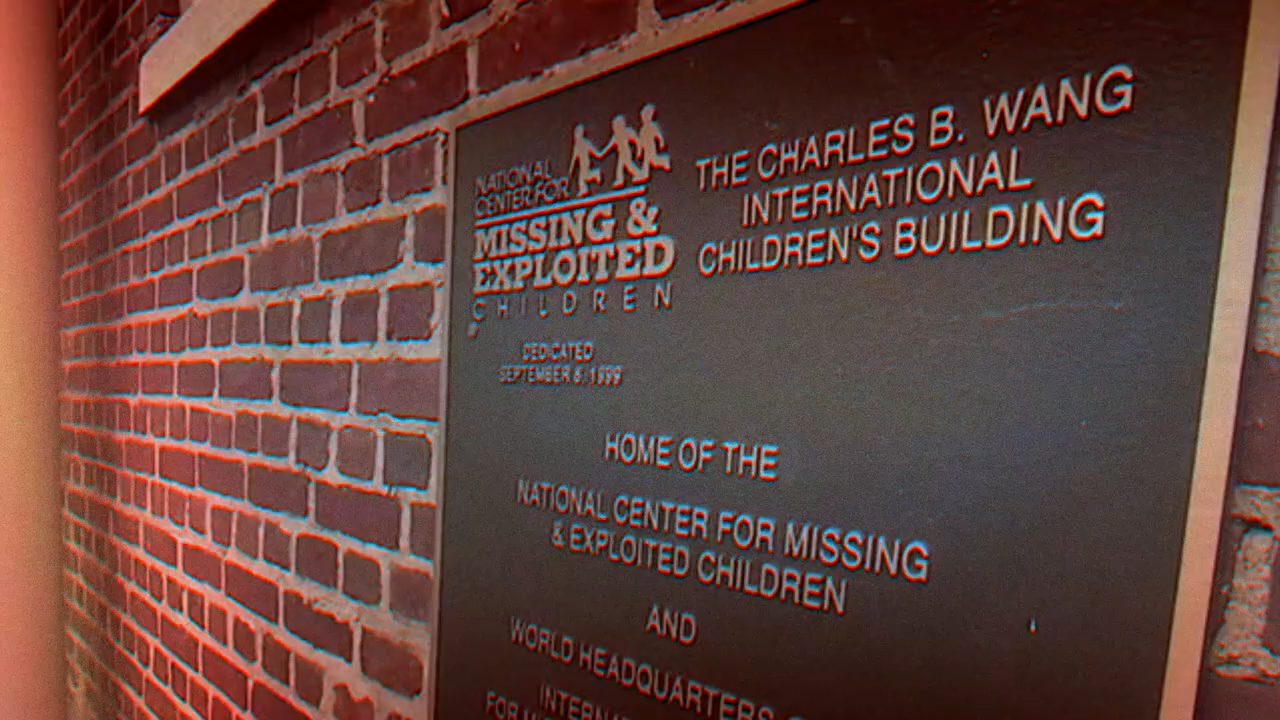 NATIONAL
CENTER FOR
MISSING &
EXPLOITED
CHILDREN
DEDICATED
SEPTEMBER 8, 1999
THE CHARLES B. WANG
INTERNATIONAL
CHILDREN'S BUILDING
HOME OF THE
NATIONAL CENTER FOR MISSING
& EXPLOITED CHILDREN
AND
WORLD HEADQUARTERS
FOR